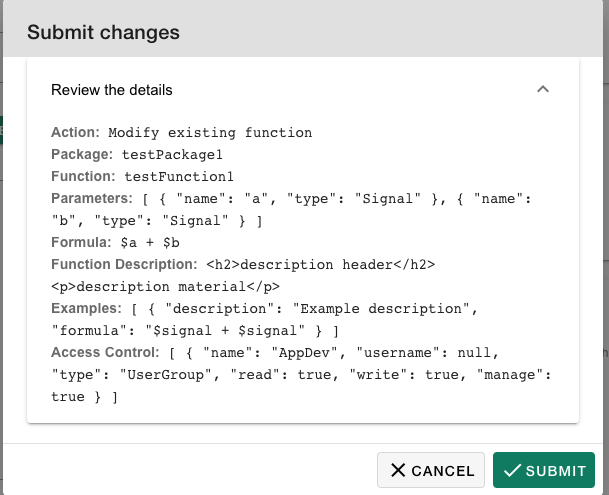 Submit changes
Review the details
Action: Modify existing function
Package: testPackage1
Function: testFunction1
Parameters: [ { "name": "a", "type": "Signal" }, { "name":
"b", "type": "Signal" } ]
Formula: $a + $b
Function Description: <h2>description header</h2>
<p>description material</p>
Examples: [ { "description": "Example description",
"formula": "$signal + $signal" } ]
Access Control: [ { "name": "AppDev", "username": null,
"type": "UserGroup", "read": true, "write": true, "manage":
true } ]
CANCEL SUBMIT